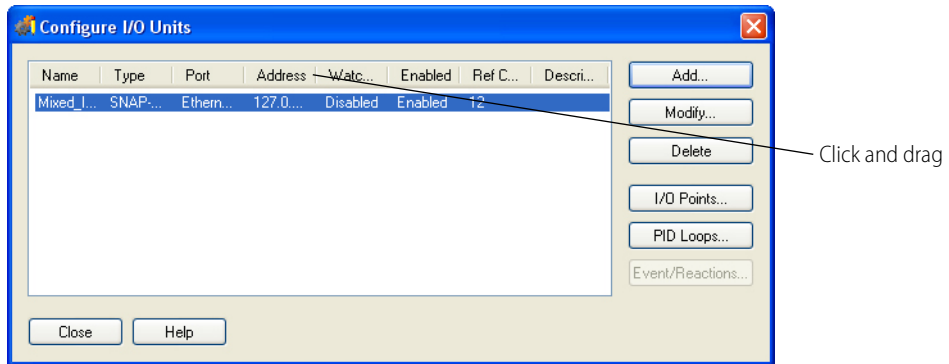 Configure I/O Units
Name Type Port Address Watc... Enabled Ref C... Descri...
Mixed_I... SNAP-... Ethern... 127.0.... Disabled Enabled 12
Add...
Modify...
Delete
I/O Points...
PID Loops...
Event/Reactions...
Click and drag
Close Help